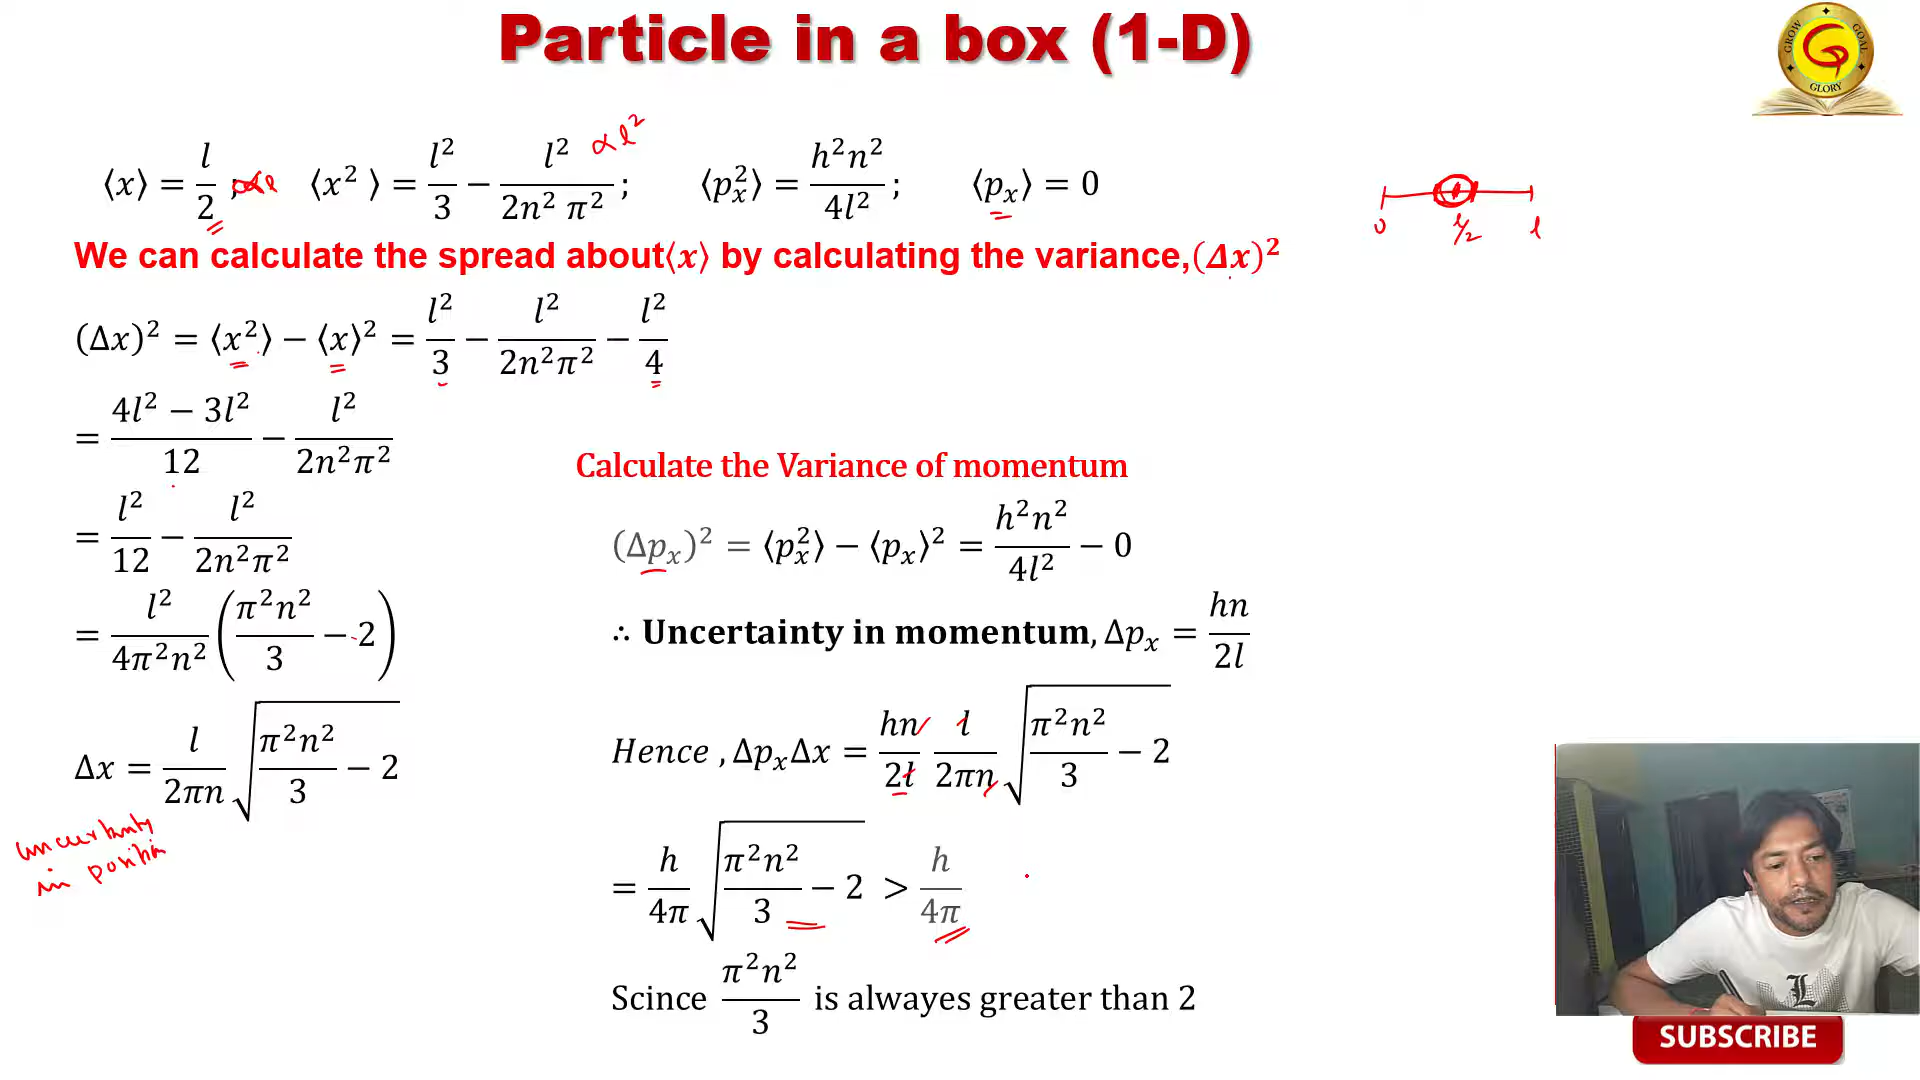 Particle in a box (1-D)
GROW GOAL GLORY
⟨x⟩ = l/2 ; ∝l ⟨x²⟩ = l²/3 − l²/2n² π² ; ∝ l² ⟨pₓ²⟩ = h²n²/4l² ; ⟨pₓ⟩ = 0
0 l/2 l
We can calculate the spread about⟨x⟩ by calculating the variance,(Δx)²
(Δx)² = ⟨x²⟩ − ⟨x⟩² = l²/3 − l²/2n²π² − l²/4
= (4l² − 3l²)/12 − l²/2n²π²
= l²/12 − l²/2n²π²
= l²/4π²n² (π²n²/3 − 2)
Δx = l/2πn √(π²n²/3 − 2)
uncertainty
in position
Calculate the Variance of momentum
(Δpₓ)² = ⟨pₓ²⟩ − ⟨pₓ⟩² = h²n²/4l² − 0
∴ Uncertainty in momentum, Δpₓ = hn/2l
Hence , ΔpₓΔx = hn/2l l/2πn √(π²n²/3 − 2)
= h/4π √(π²n²/3 − 2) > h/4π
Scince π²n²/3 is alwayes greater than 2
L
SUBSCRIBE